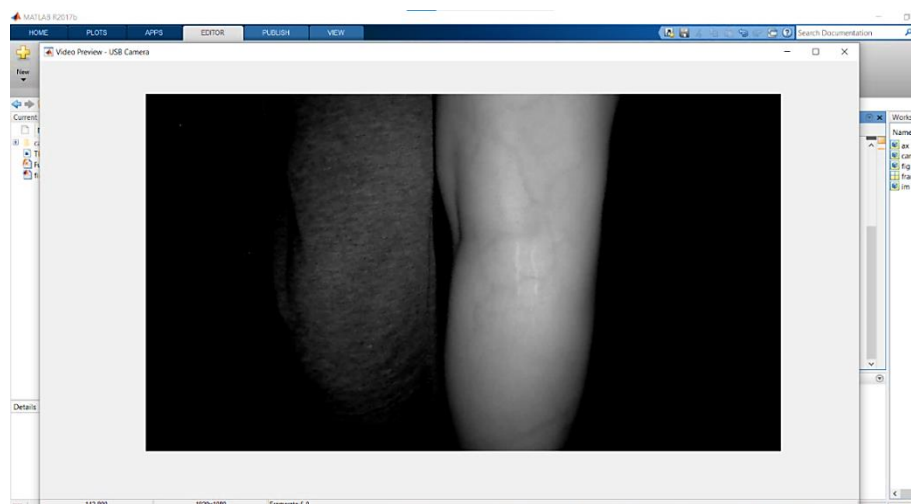 MATLAB R2017b
HOME PLOTS APPS EDITOR PUBLISH VIEW
Search Documentation
Video Preview - USB Camera
New
Current
Works
Name
ax
fig
im
Details